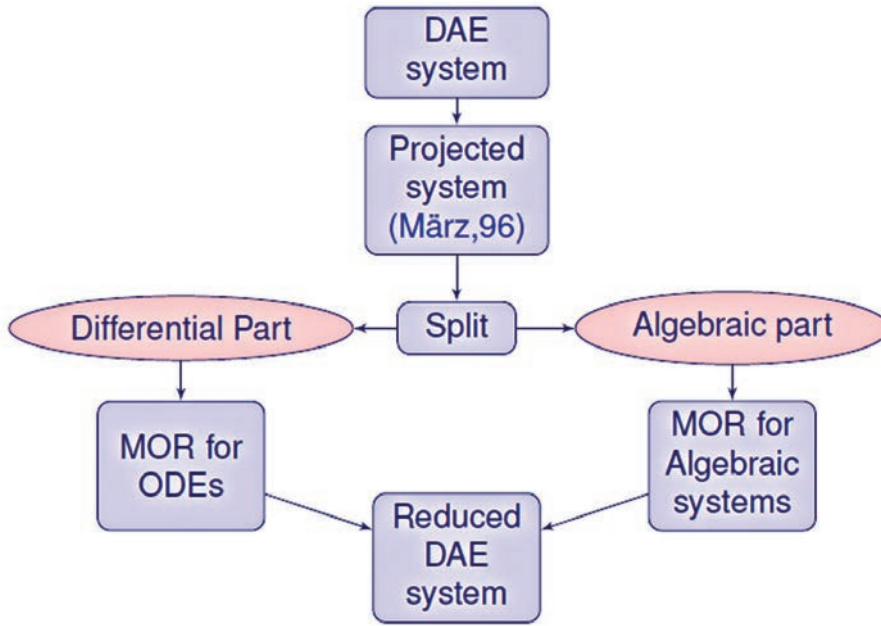 DAE
system
Projected
system
(März,96)
Differential Part
Split
Algebraic part
MOR for
ODEs
MOR for
Algebraic
systems
Reduced
DAE
system